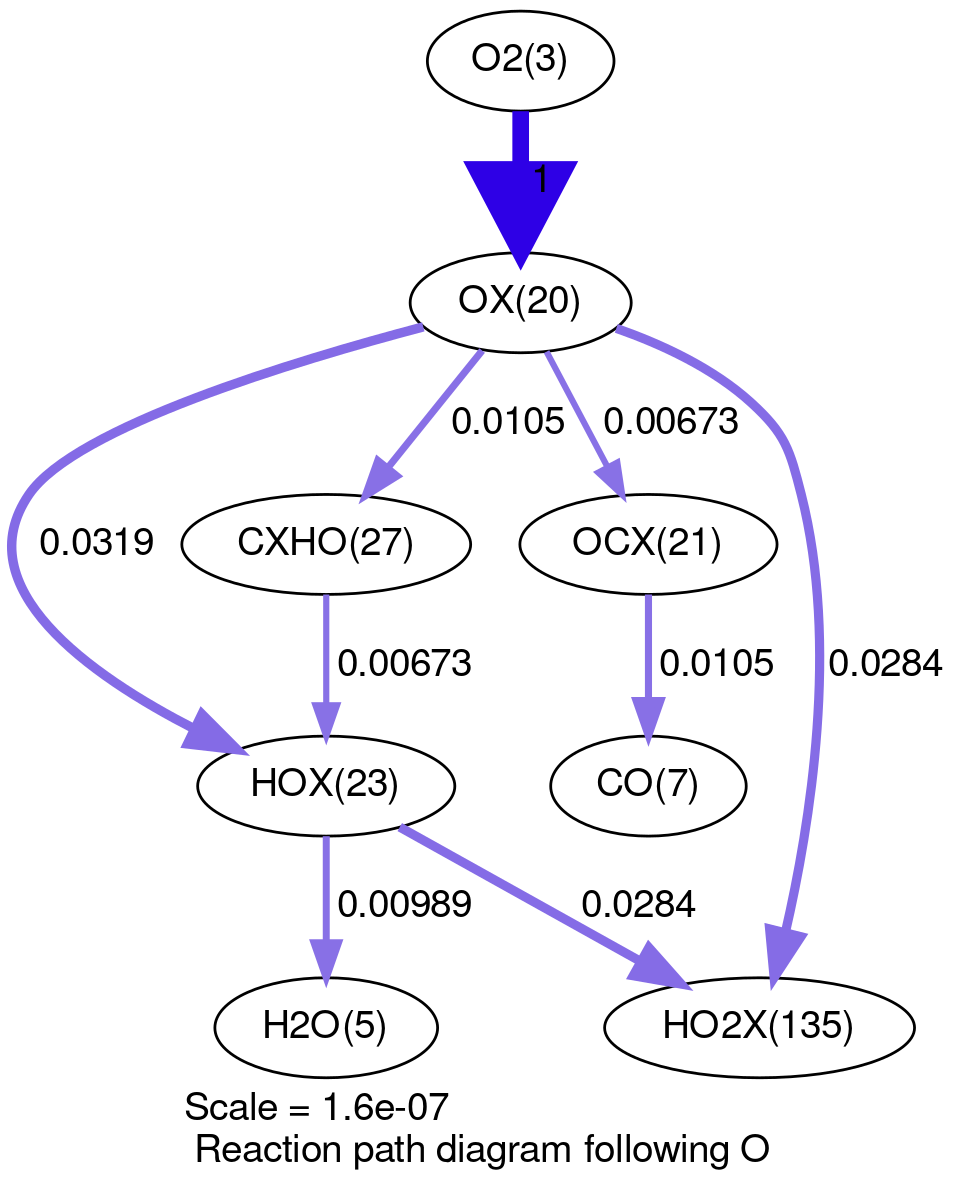 O2(3)
1
OX(20)
0.0105
0.00673
0.0319
CXHO(27)
OCX(21)
0.00673
0.0105
0.0284
HOX(23)
CO(7)
0.00989
0.0284
H2O(5)
HO2X(135)
Scale = 1.6e-07
Reaction path diagram following O